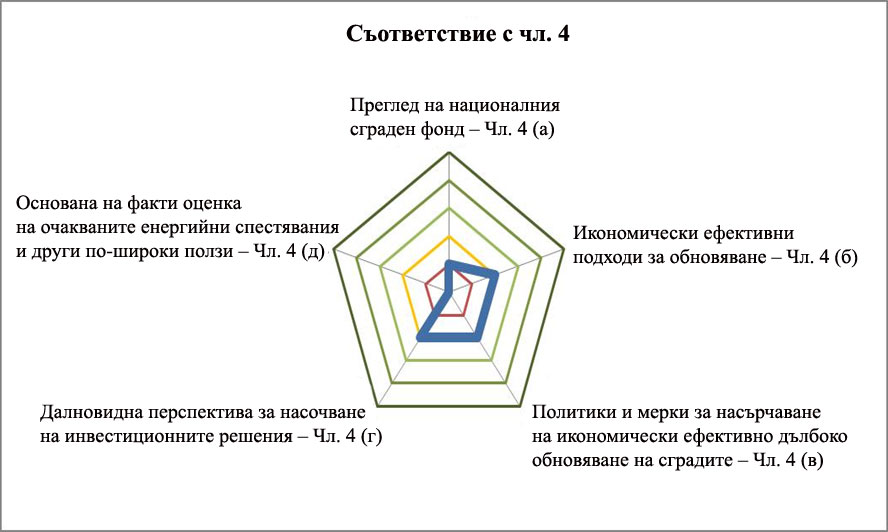 Съответствие с чл. 4
Преглед на националния
сграден фонд – Чл. 4 (а)
Основана на факти оценка
на очакваните енергийни спестявания
и други по-широки ползи – Чл. 4 (д)
Икономически ефективни
подходи за обновяване – Чл. 4 (б)
Далновидна перспектива за насочване
на инвестиционните решения – Чл. 4 (г)
Политики и мерки за насърчаване
на икономически ефективно дълбоко
обновяване на сградите – Чл. 4 (в)